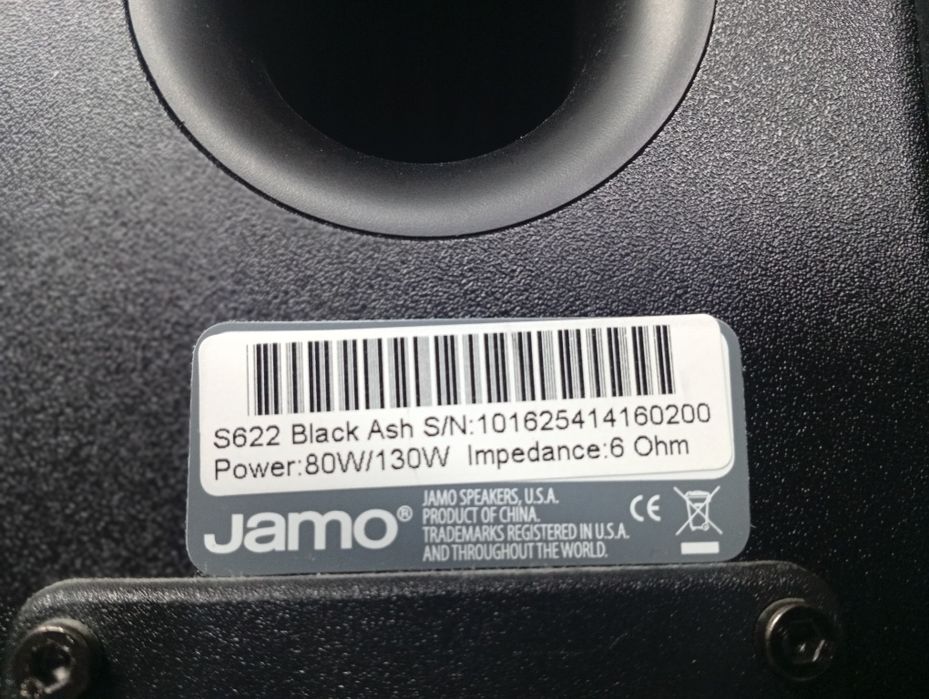 S622 Black Ash S/N:101625414160200
Power:80W/130W Impedance:6 Ohm
Jamo®
JAMO SPEAKERS, U.S.A.
PRODUCT OF CHINA.
TRADEMARKS REGISTERED IN U.S.A.
AND THROUGHOUT THE WORLD.
CE